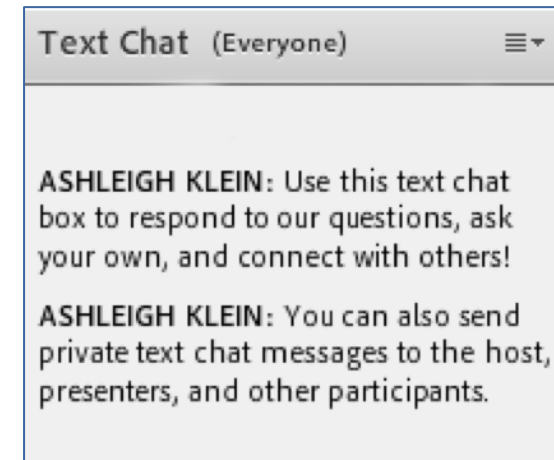 Text Chat (Everyone)
ASHLEIGH KLEIN: Use this text chat
box to respond to our questions, ask
your own, and connect with others!
ASHLEIGH KLEIN: You can also send
private text chat messages to the host,
presenters, and other participants.